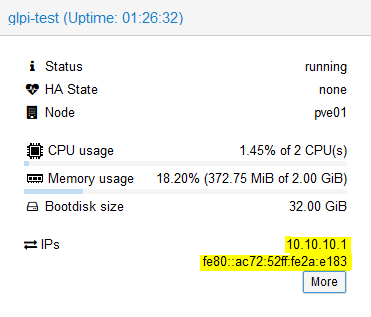 glpi-test (Uptime: 01:26:32)
Status running
HA State none
Node pve01
CPU usage 1.45% of 2 CPU(s)
Memory usage 18.20% (372.75 MiB of 2.00 GiB)
Bootdisk size 32.00 GiB
IPs 10.10.10.1
fe80::ac72:52ff:fe2a:e183
More